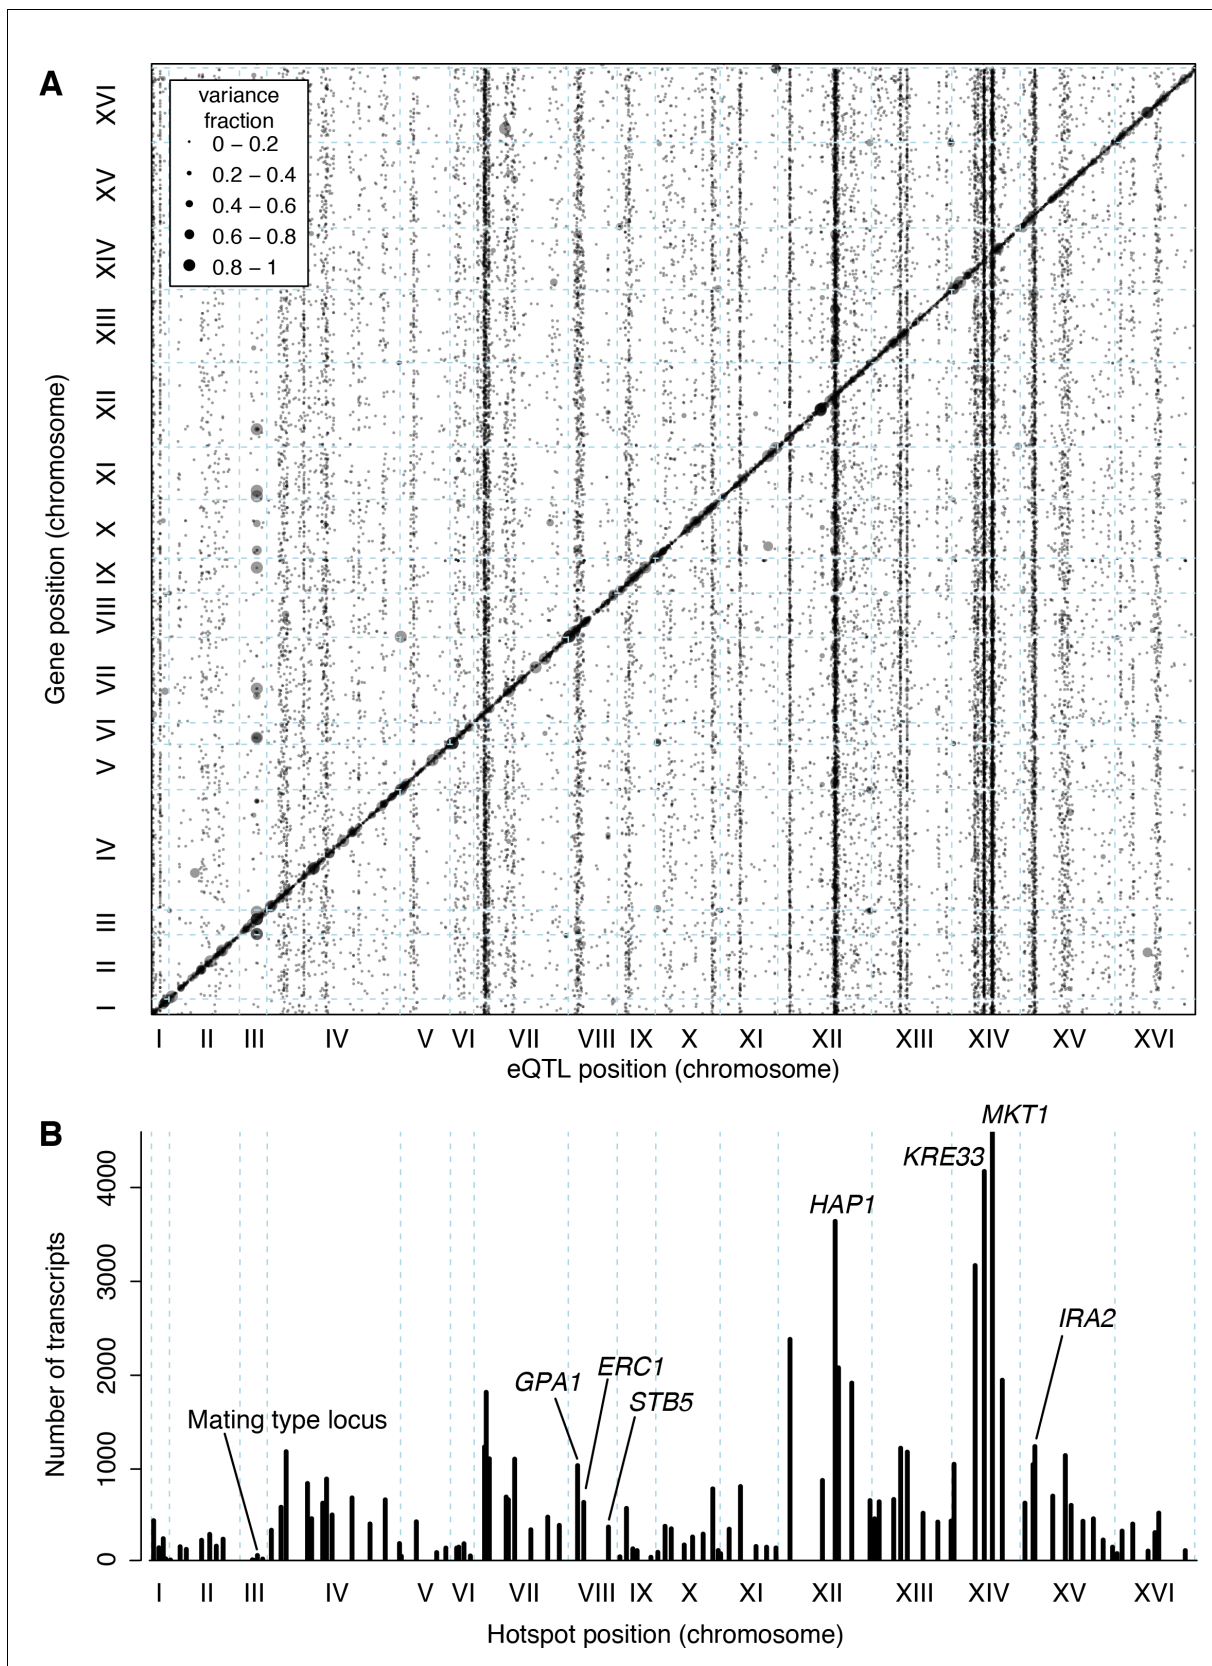 A
variance
fraction
0 – 0.2
0.2 – 0.4
0.4 – 0.6
0.6 – 0.8
0.8 – 1
Gene position (chromosome)
XVI
XV
XIV
XIII
XII
XI
X
IX
VIII
VII
VI
V
IV
III
II
I
I II III IV V VI VII VIII IX X XI XII XIII XIV XV XVI
eQTL position (chromosome)
B
Number of transcripts
4000
3000
2000
1000
0
MKT1
KRE33
HAP1
IRA2
ERC1
GPA1
STB5
Mating type locus
I II III IV V VI VII VIII IX X XI XII XIII XIV XV XVI
Hotspot position (chromosome)